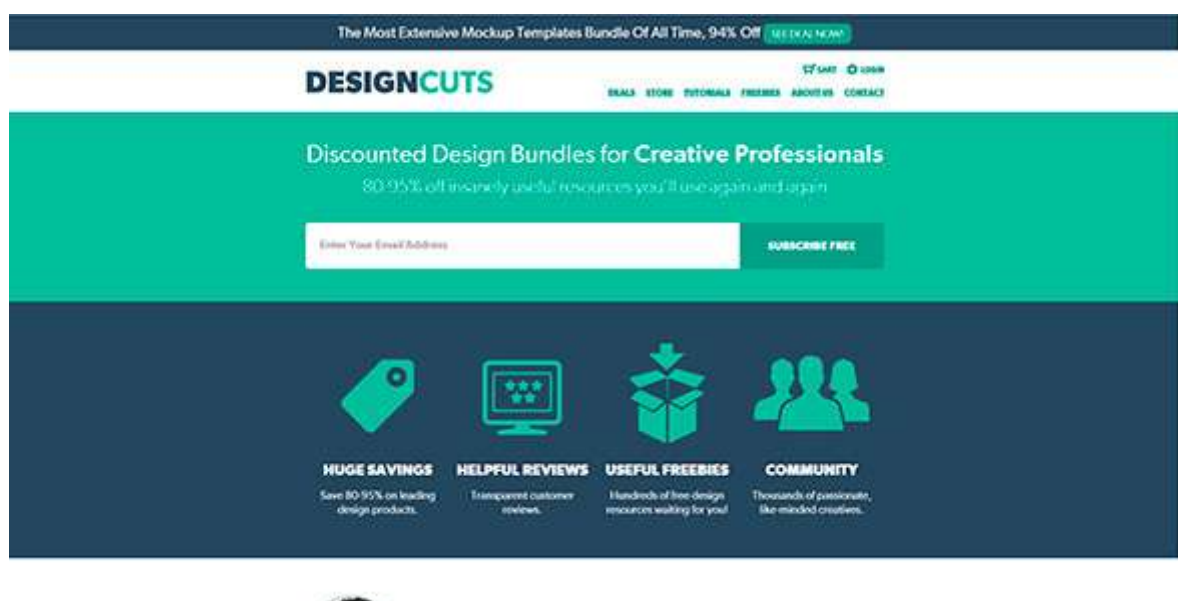 The Most Extensive Mockup Templates Bundle Of All Time, 94% Off SEE DEAL NOW!
CART LOGIN
DESIGNCUTS
DEALS STORE TUTORIALS FREEBIES ABOUT US CONTACT
Discounted Design Bundles for Creative Professionals
80-95% off insanely useful resources you'll use again and again
Enter Your Email Address SUBSCRIBE FREE
HUGE SAVINGS HELPFUL REVIEWS USEFUL FREEBIES COMMUNITY
Save 80-95% on leading Transparent customer Hundreds of free design Thousands of passionate,
design products. reviews. resources waiting for you! like-minded creatives.